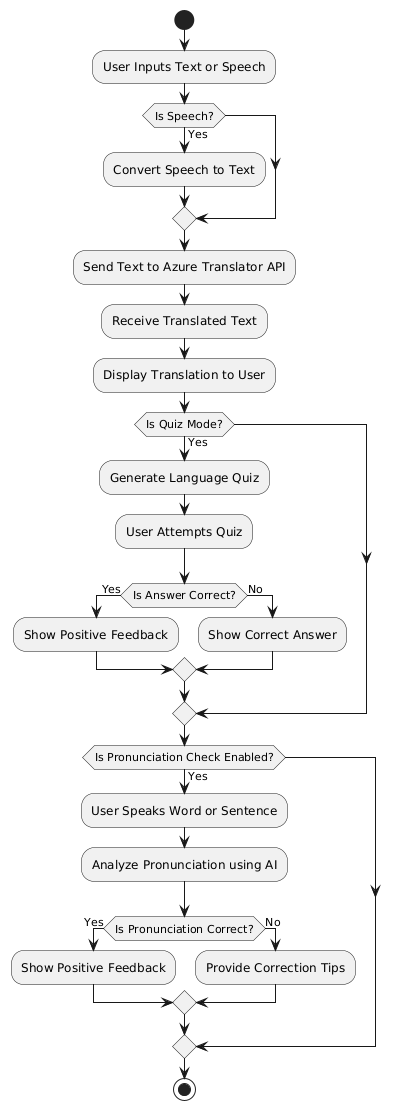 User Inputs Text or Speech
Is Speech?
Yes
Convert Speech to Text
Send Text to Azure Translator API
Receive Translated Text
Display Translation to User
Is Quiz Mode?
Yes
Generate Language Quiz
User Attempts Quiz
Yes
Is Answer Correct?
No
Show Positive Feedback
Show Correct Answer
Is Pronunciation Check Enabled?
Yes
User Speaks Word or Sentence
Analyze Pronunciation using AI
Yes
Is Pronunciation Correct?
No
Show Positive Feedback
Provide Correction Tips